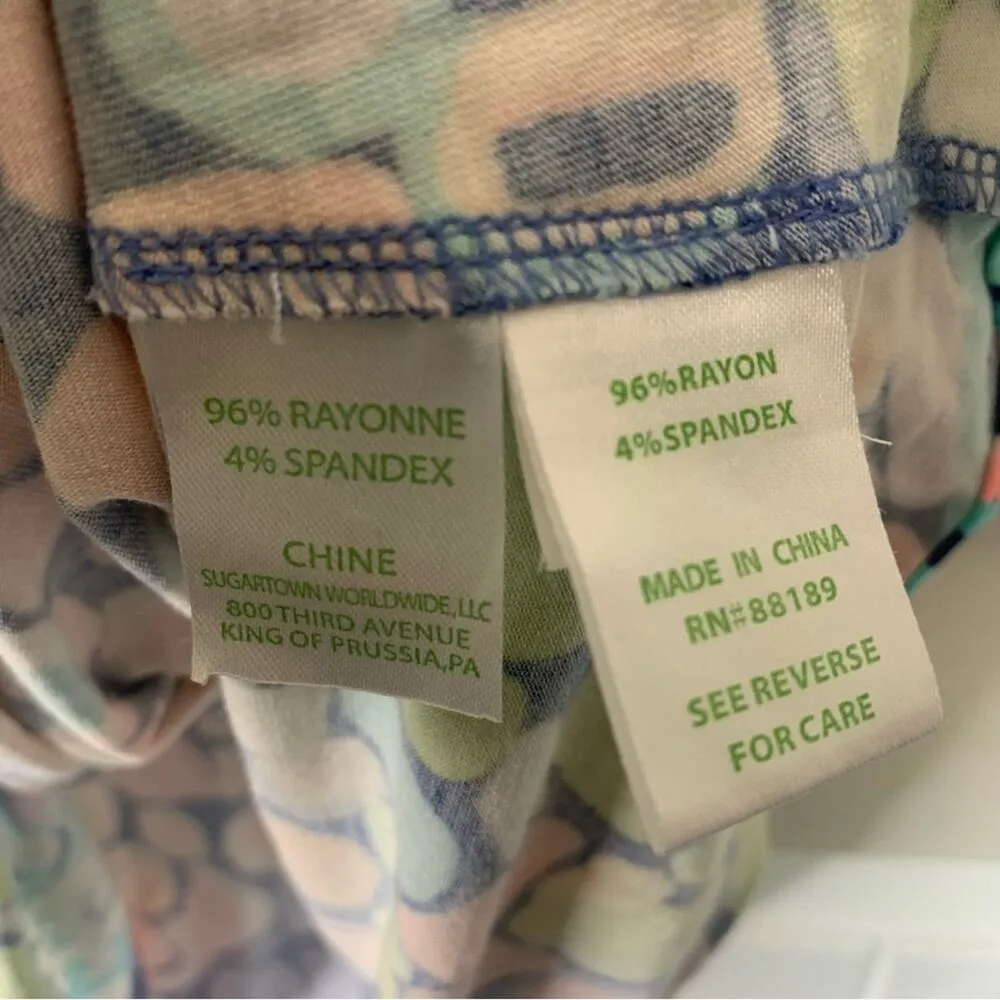 96% RAYONNE
4% SPANDEX
CHINE
SUGARTOWN WORLDWIDE,LLC
800 THIRD AVENUE
KING OF PRUSSIA,PA
96%RAYON
4%SPANDEX
MADE IN CHINA
RN#88189
SEE REVERSE
FOR CARE